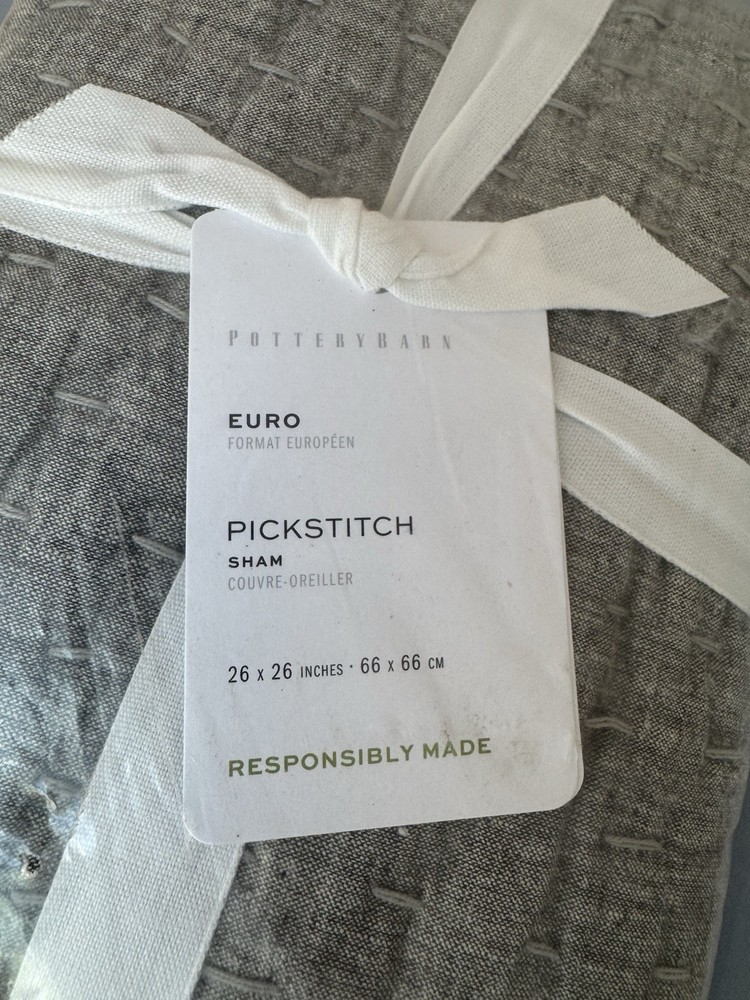 POTTERYBARN
EURO
FORMAT EUROPÉEN
PICKSTITCH
SHAM
COUVRE-OREILLER
26 x 26 INCHES · 66 x 66 CM
RESPONSIBLY MADE